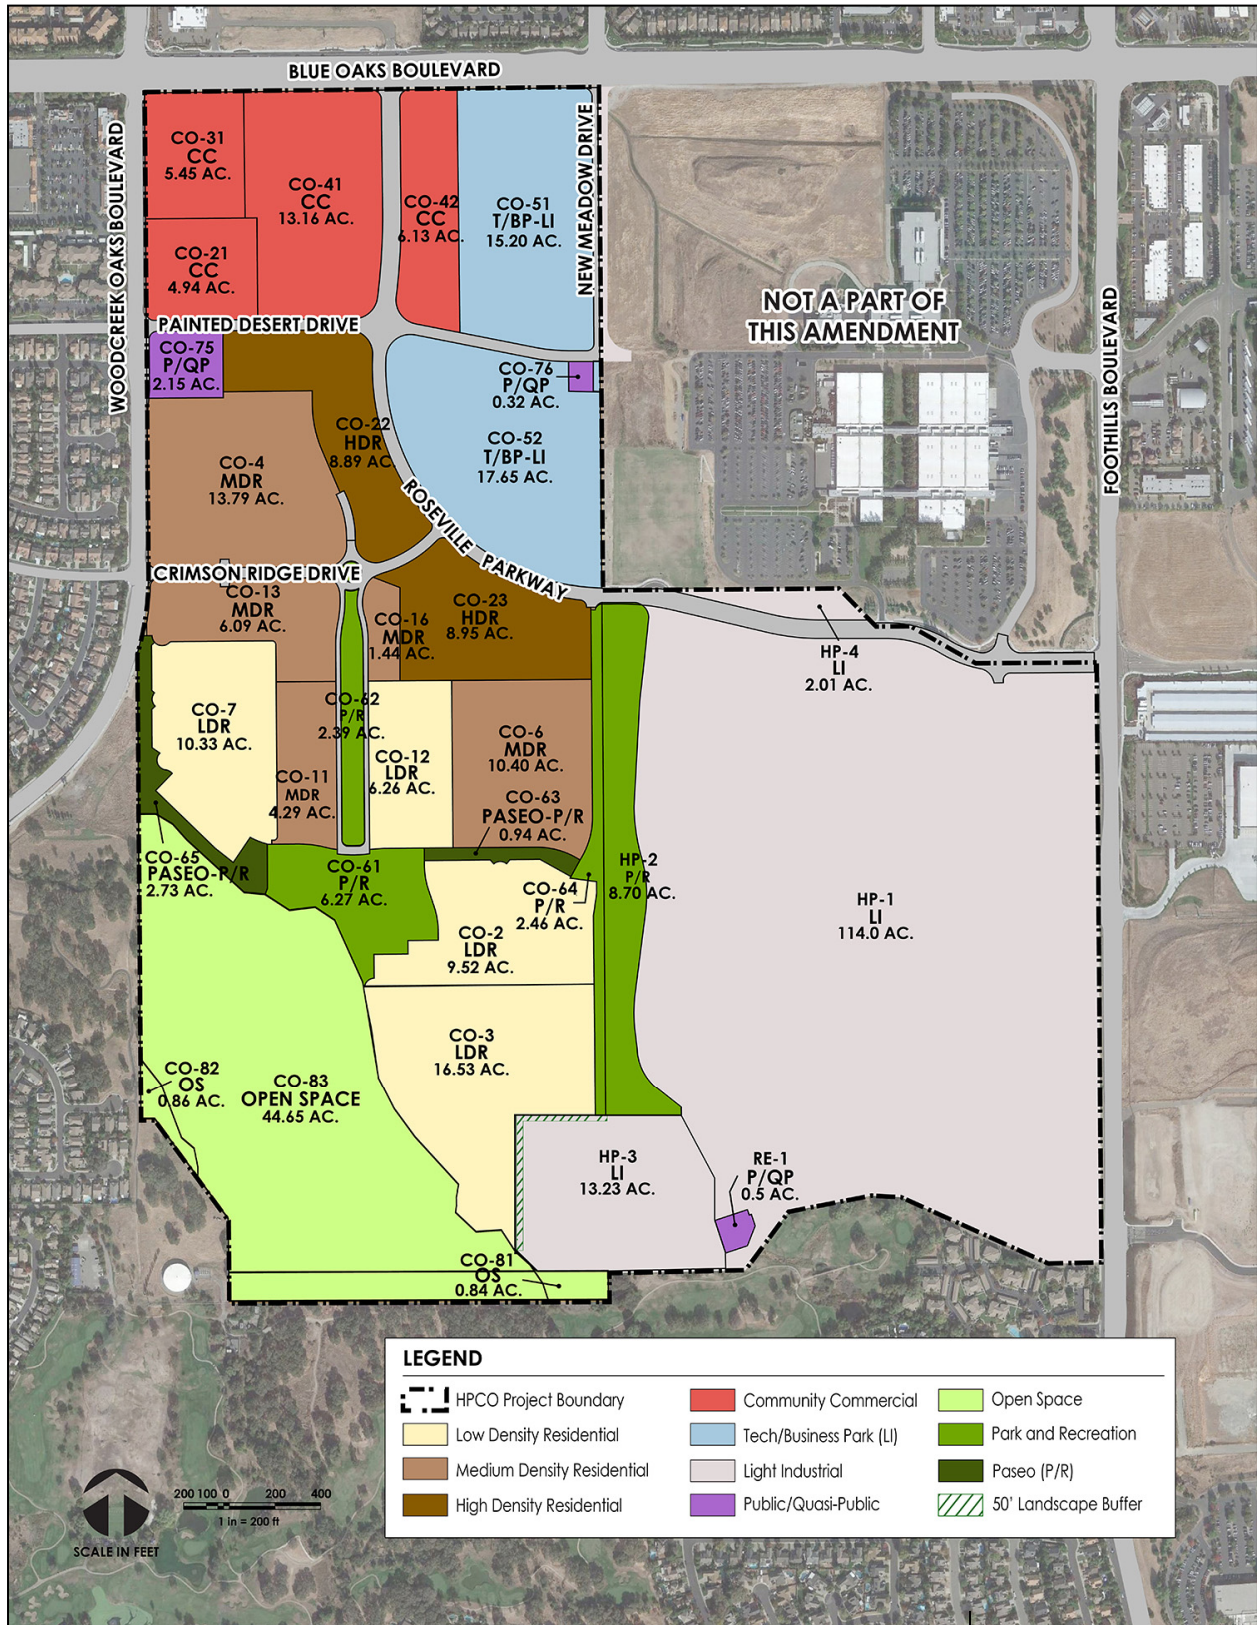 BLUE OAKS BOULEVARD
WOODCREEK OAKS BOULEVARD
NEW MEADOW DRIVE
FOOTHILLS BOULEVARD
CO-31
CC
5.45 AC.
CO-41
CC
13.16 AC.
CO-42
CC
6.13 AC.
CO-51
T/BP-LI
15.20 AC.
CO-21
CC
4.94 AC.
NOT A PART OF
THIS AMENDMENT
PAINTED DESERT DRIVE
CO-75
P/QP
2.15 AC.
CO-76
P/QP
0.32 AC.
CO-22
HDR
8.89 AC.
CO-52
T/BP-LI
17.65 AC.
CO-4
MDR
13.79 AC.
ROSEVILLE PARKWAY
CRIMSON RIDGE DRIVE
CO-13
MDR
6.09 AC.
CO-16
MDR
1.44 AC.
CO-23
HDR
8.95 AC.
HP-4
LI
2.01 AC.
CO-7
LDR
10.33 AC.
CO-62
P/R
2.39 AC.
CO-12
LDR
6.26 AC.
CO-6
MDR
10.40 AC.
CO-11
MDR
4.29 AC.
CO-63
PASEO-P/R
0.94 AC.
CO-65
PASEO-P/R
2.73 AC.
CO-61
P/R
6.27 AC.
CO-64
P/R
2.46 AC.
HP-2
P/R
8.70 AC.
HP-1
LI
114.0 AC.
CO-2
LDR
9.52 AC.
CO-3
LDR
16.53 AC.
CO-82
OS
0.86 AC.
CO-83
OPEN SPACE
44.65 AC.
HP-3
LI
13.23 AC.
RE-1
P/QP
0.5 AC.
CO-81
OS
0.84 AC.
LEGEND
HPCO Project Boundary
Low Density Residential
Medium Density Residential
High Density Residential
Community Commercial
Tech/Business Park (LI)
Light Industrial
Public/Quasi-Public
Open Space
Park and Recreation
Paseo (P/R)
50' Landscape Buffer
200 100 0 200 400
1 in = 200 ft
SCALE IN FEET